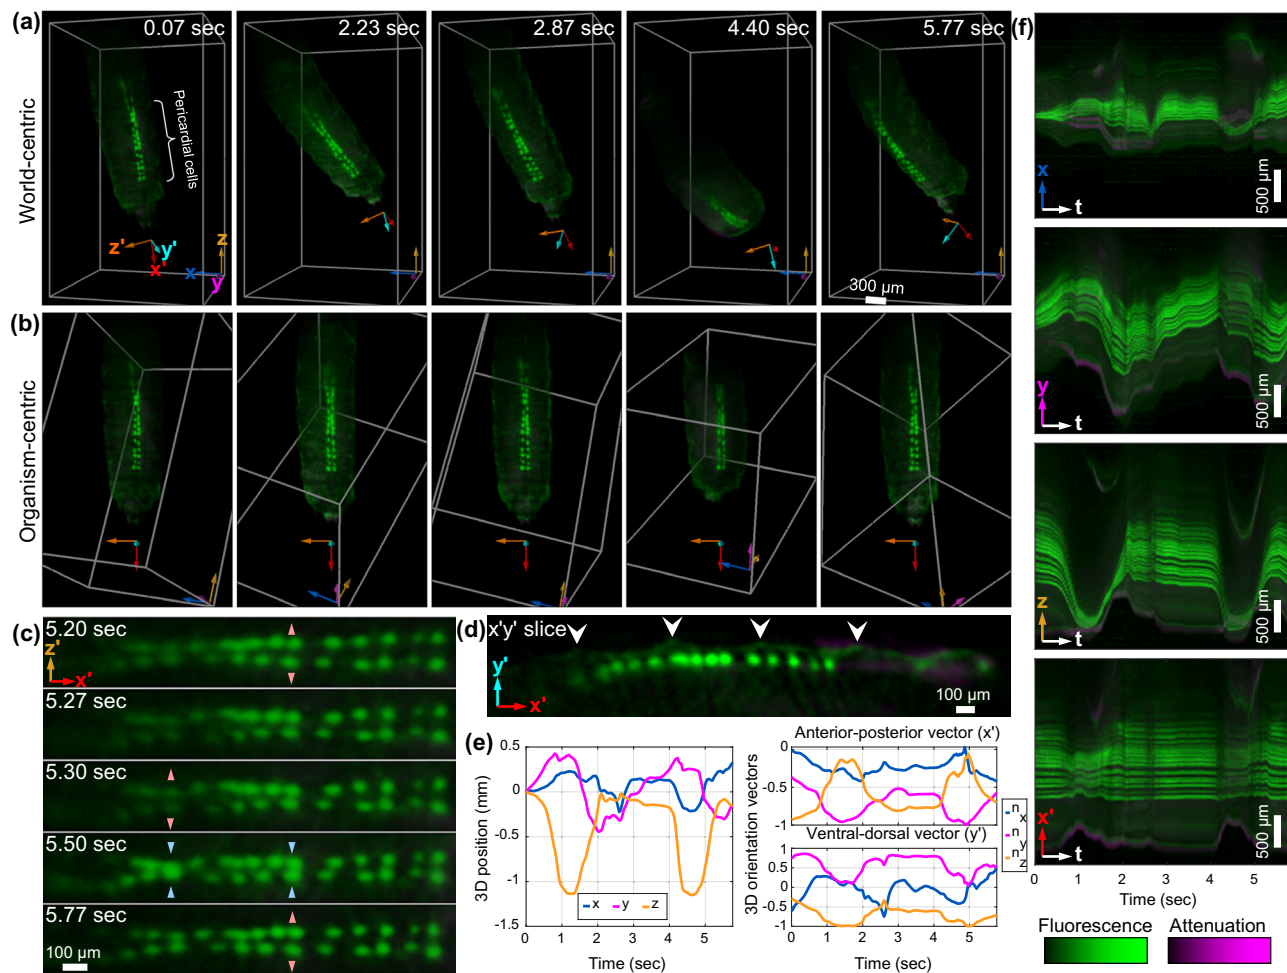 (a)
World-centric
0.07 sec
2.23 sec
2.87 sec
4.40 sec
5.77 sec
Pericardial cells
z'
y'
x'
z
x
y
300 µm
(b)
Organism-centric
(c)
5.20 sec
z'
x'
5.27 sec
5.30 sec
5.50 sec
5.77 sec
100 µm
(d)
x'y' slice
y'
x'
100 µm
(e)
3D position (mm)
0.5
0
-0.5
-1
-1.5
x
y
z
0
1
2
3
4
5
Time (sec)
Anterior-posterior vector (x')
0
-0.5
-1
Ventral-dorsal vector (y')
1
0.5
0
-0.5
-1
3D orientation vectors
0
1
2
3
4
5
Time (sec)
n x
n y
n z
(f)
x
t
500 µm
y
t
500 µm
z
t
500 µm
x'
t
500 µm
0
1
2
3
4
5
6
Time (sec)
Fluorescence
Attenuation